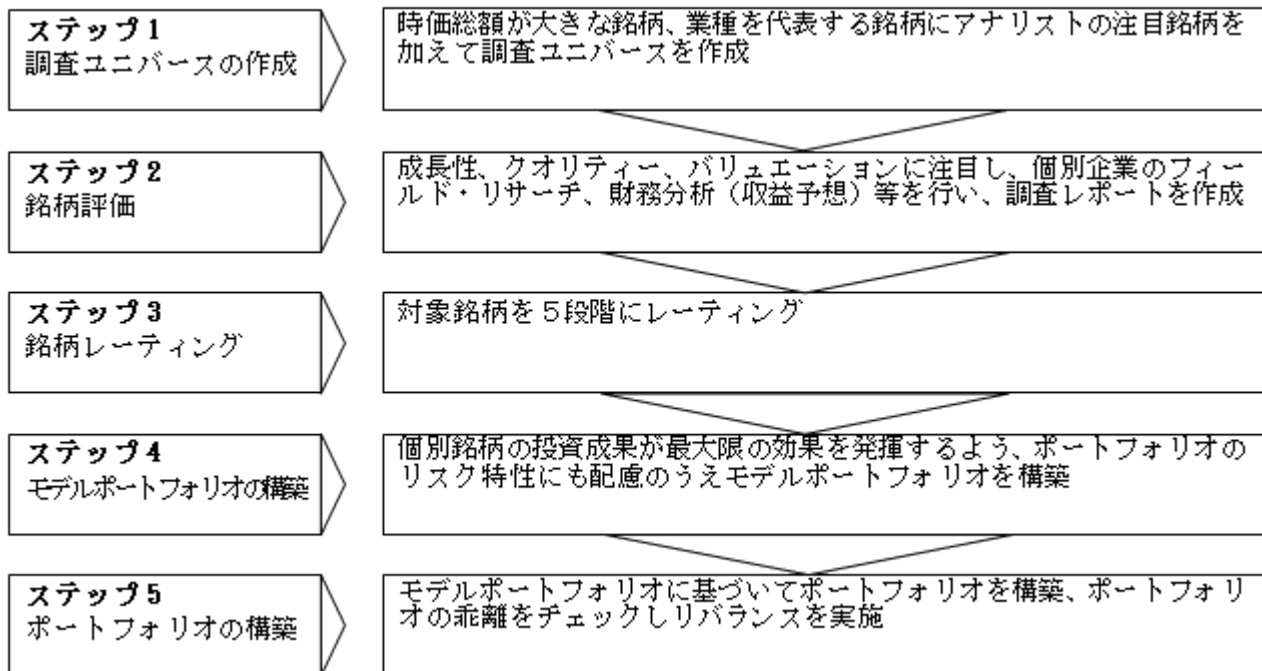 ステップ1
調査ユニバースの作成
時価総額が大きな銘柄、業種を代表する銘柄にアナリストの注目銘柄を
加えて調査ユニバースを作成
ステップ2
銘柄評価
成長性、クオリティー、バリュエーションに注目し、個別企業のフィー
ルド・リサーチ、財務分析（収益予想）等を行い、調査レポートを作成
ステップ3
銘柄レーティング
対象銘柄を５段階にレーティング
ステップ4
モデルポートフォリオの構築
個別銘柄の投資成果が最大限の効果を発揮するよう、ポートフォリオの
リスク特性にも配慮のうえモデルポートフォリオを構築
ステップ5
ポートフォリオの構築
モデルポートフォリオに基づいてポートフォリオを構築、ポートフォリ
オの乖離をチェックしリバランスを実施